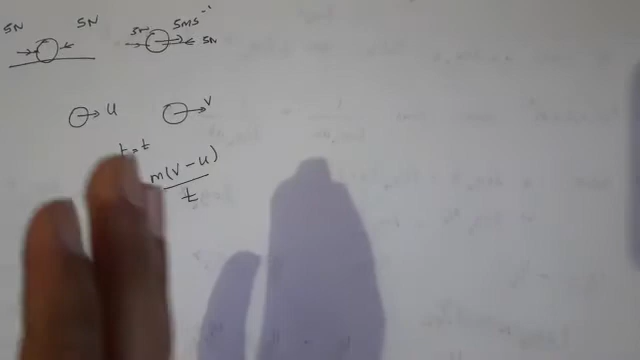 5N 5N 5N 5ms⁻¹ 5N
u v
t = t
m(v - u)
t